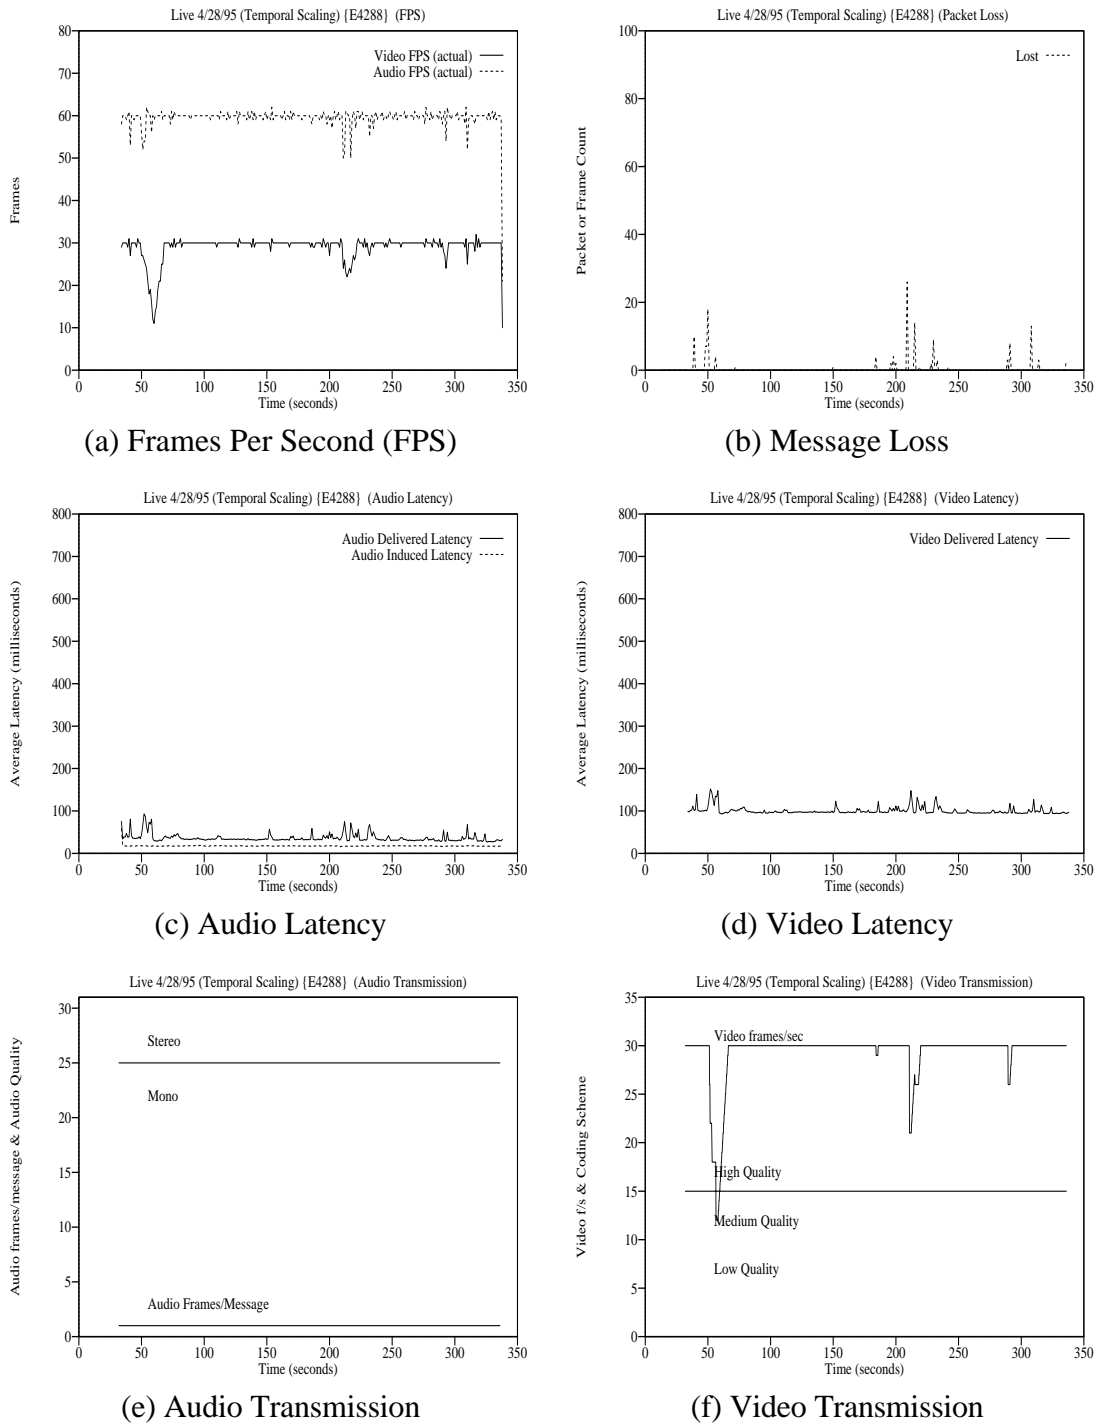 Live 4/28/95 (Temporal Scaling) {E4288} (FPS)
80
70
60
50
40
30
20
10
0
Frames
Video FPS (actual)
Audio FPS (actual)
0 50 100 150 200 250 300 350
Time (seconds)
(a) Frames Per Second (FPS)
Live 4/28/95 (Temporal Scaling) {E4288} (Packet Loss)
100
80
60
40
20
0
Packet or Frame Count
Lost
0 50 100 150 200 250 300 350
Time (seconds)
(b) Message Loss
Live 4/28/95 (Temporal Scaling) {E4288} (Audio Latency)
800
700
600
500
400
300
200
100
0
Average Latency (milliseconds)
Audio Delivered Latency
Audio Induced Latency
0 50 100 150 200 250 300 350
Time (seconds)
(c) Audio Latency
Live 4/28/95 (Temporal Scaling) {E4288} (Video Latency)
800
700
600
500
400
300
200
100
0
Average Latency (milliseconds)
Video Delivered Latency
0 50 100 150 200 250 300 350
Time (seconds)
(d) Video Latency
Live 4/28/95 (Temporal Scaling) {E4288} (Audio Transmission)
30
25
20
15
10
5
0
Audio frames/message & Audio Quality
Stereo
Mono
Audio Frames/Message
0 50 100 150 200 250 300 350
Time (seconds)
(e) Audio Transmission
Live 4/28/95 (Temporal Scaling) {E4288} (Video Transmission)
35
30
25
20
15
10
5
0
Video f/s & Coding Scheme
Video frames/sec
High Quality
Medium Quality
Low Quality
0 50 100 150 200 250 300 350
Time (seconds)
(f) Video Transmission